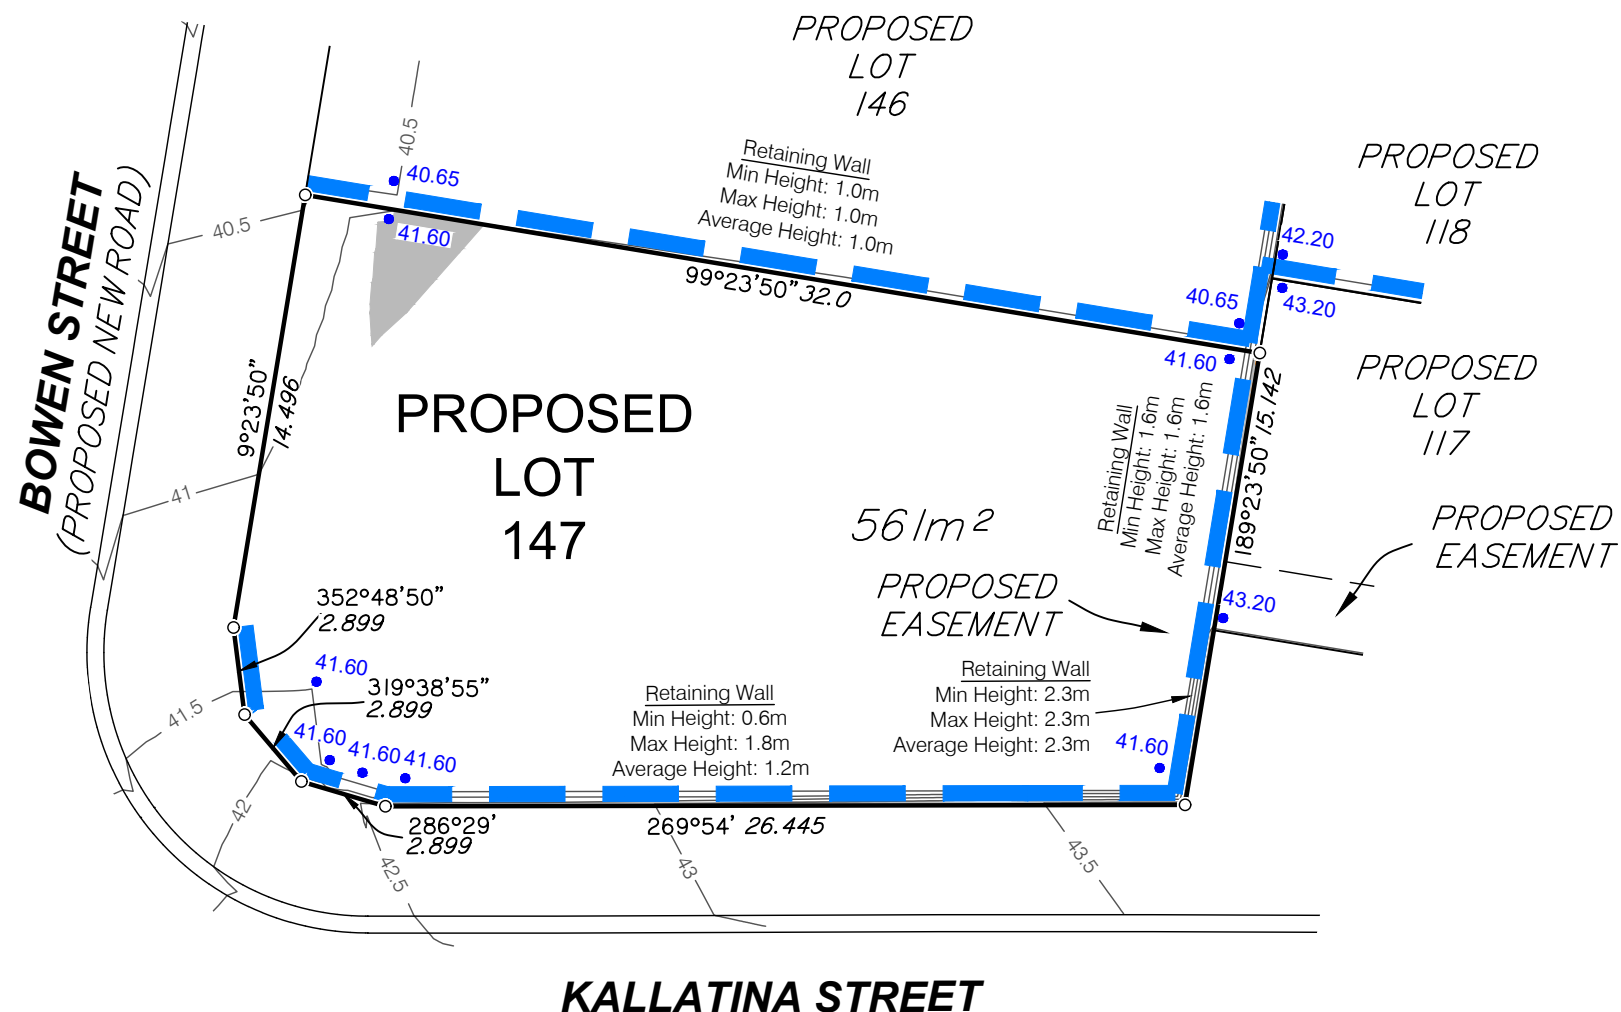 PROPOSED
LOT
146
PROPOSED
LOT
118
PROPOSED
LOT
117
PROPOSED
EASEMENT
BOWEN STREET
(PROPOSED NEW ROAD)
40.5
40.5
40.65
41.60
Retaining Wall
Min Height: 1.0m
Max Height: 1.0m
Average Height: 1.0m
99°23'50" 32.0
42.20
43.20
40.65
41.60
9°23'50"
14.496
41
PROPOSED
LOT
147
561m²
Retaining Wall
Min Height: 1.6m
Max Height: 1.6m
Average Height: 1.6m
189°23'50" 15.142
PROPOSED
EASEMENT
43.20
352°48'50"
2.899
41.60
319°38'55"
2.899
41.5
41.60
41.60
41.60
Retaining Wall
Min Height: 0.6m
Max Height: 1.8m
Average Height: 1.2m
Retaining Wall
Min Height: 2.3m
Max Height: 2.3m
Average Height: 2.3m
41.60
42
286°29'
2.899
42.5
269°54' 26.445
43
43.5
KALLATINA STREET